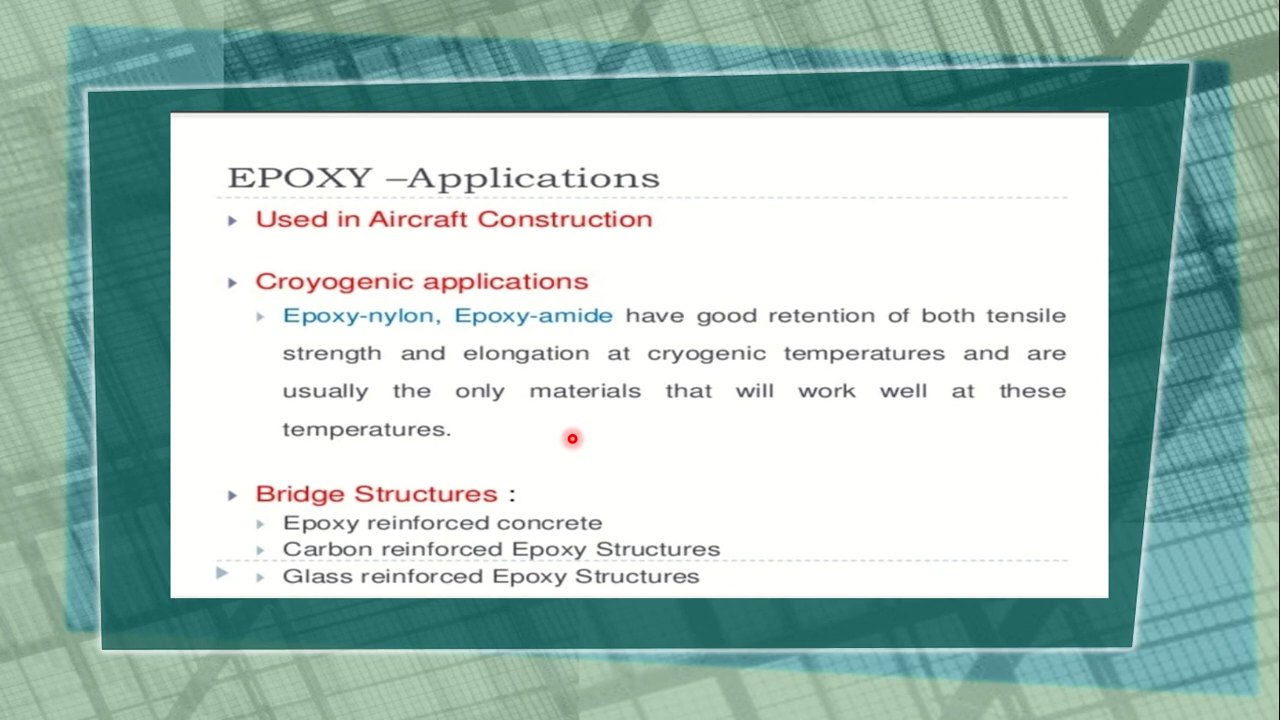 EPOXY –Applications
Used in Aircraft Construction
Croyogenic applications
Epoxy-nylon, Epoxy-amide have good retention of both tensile
strength and elongation at cryogenic temperatures and are
usually the only materials that will work well at these
temperatures.
Bridge Structures :
Epoxy reinforced concrete
Carbon reinforced Epoxy Structures
Glass reinforced Epoxy Structures